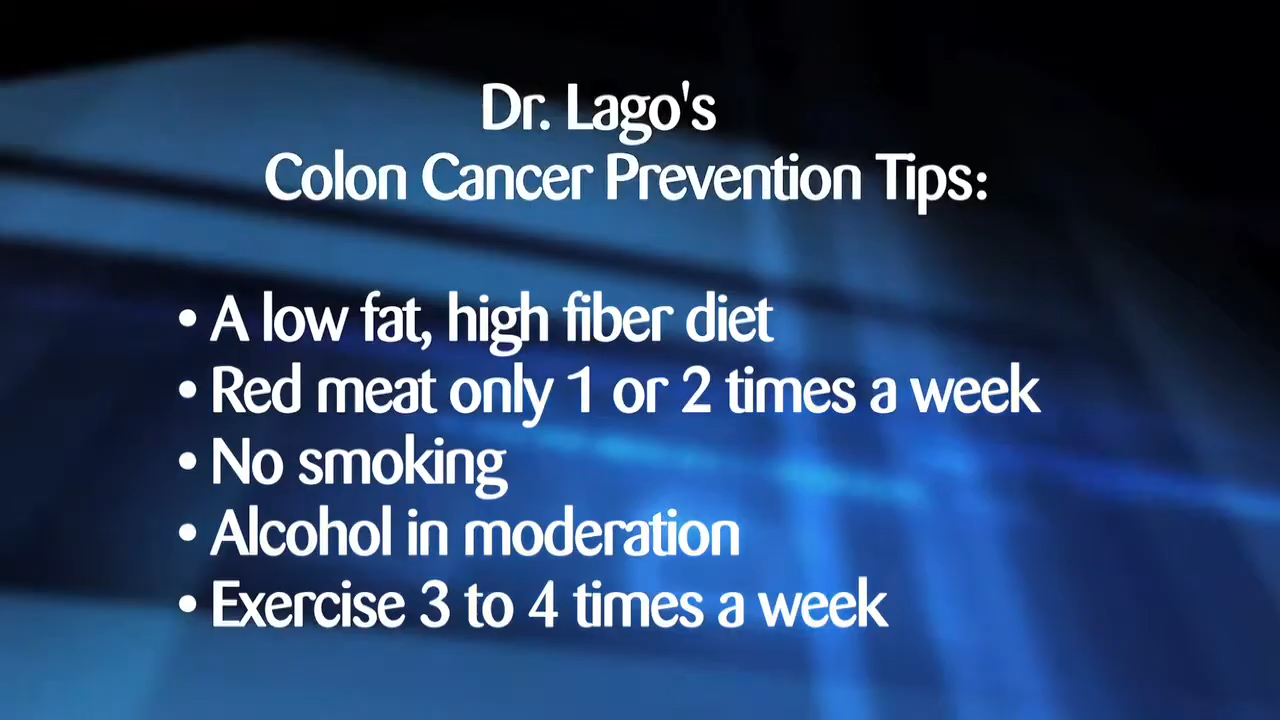 Dr. Lago's
Colon Cancer Prevention Tips:
• A low fat, high fiber diet
• Red meat only 1 or 2 times a week
• No smoking
• Alcohol in moderation
• Exercise 3 to 4 times a week